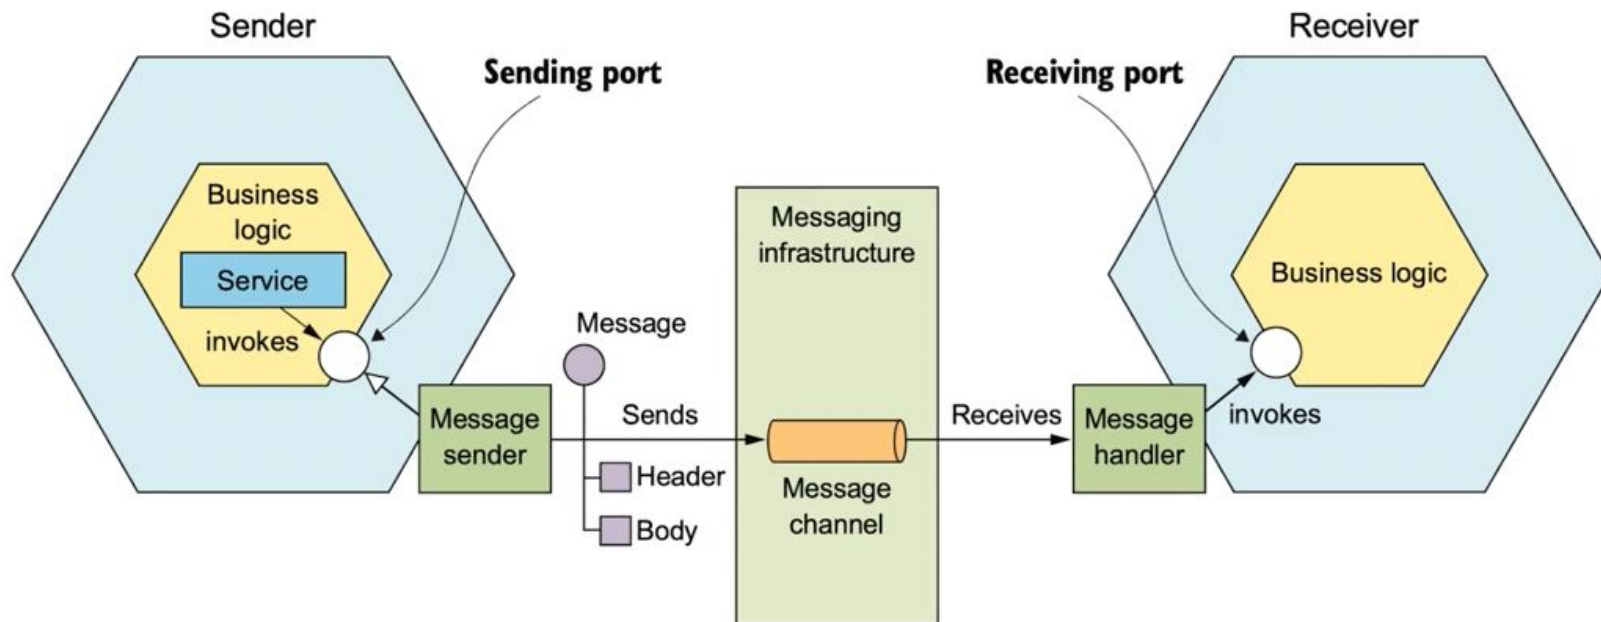 Sender
Receiver
Sending port
Receiving port
Business
logic
Service
invokes
Message
Message
sender
Sends
Header
Body
Messaging
infrastructure
Message
channel
Receives
Message
handler
invokes
Business logic